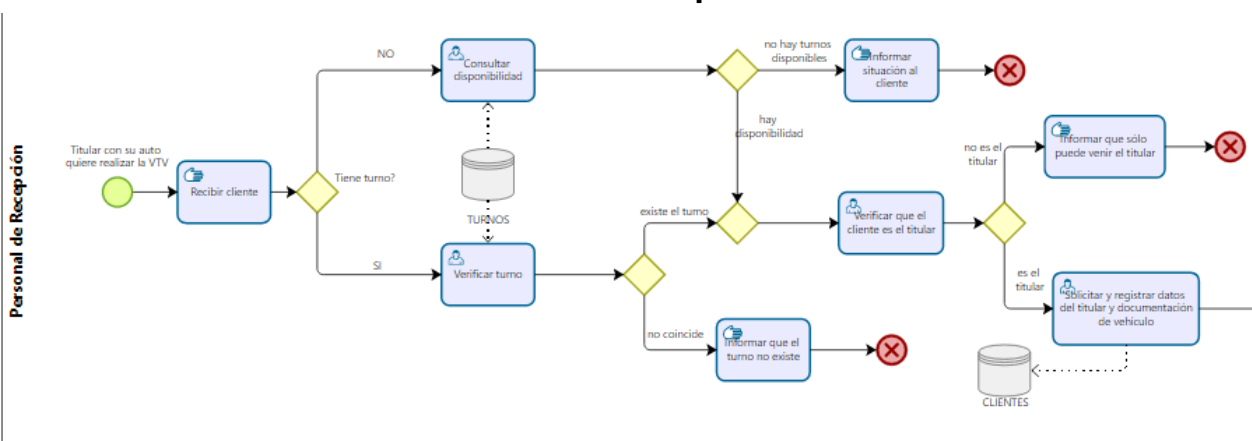 Personal de Recepción
Titular con su auto
quiere realizar la VTV
Recibir cliente
Tiene turno?
NO
SI
Consultar
disponibilidad
TURNOS
Verificar turno
no hay turnos
disponibles
Informar
situación al
cliente
hay
disponibilidad
existe el turno
no coincide
Informar que el
turno no existe
Verificar que el
cliente es el titular
no es el
titular
Informar que sólo
puede venir el titular
es el
titular
Solicitar y registrar datos
del titular y documentación
de vehiculo
CLIENTES